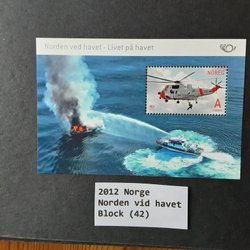 Norden ved havet - Livet på havet
NOREG
A
2012 Norge
Norden vid havet
Block (42)